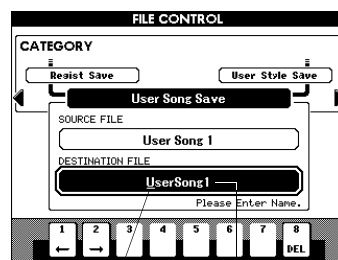 FILE CONTROL
CATEGORY
Regist Save User Style Save
User Song Save
SOURCE FILE
User Song 1
DESTINATION FILE
UserSong1
Please Enter Name.
1 2 3 4 5 6 7 8
← → DEL